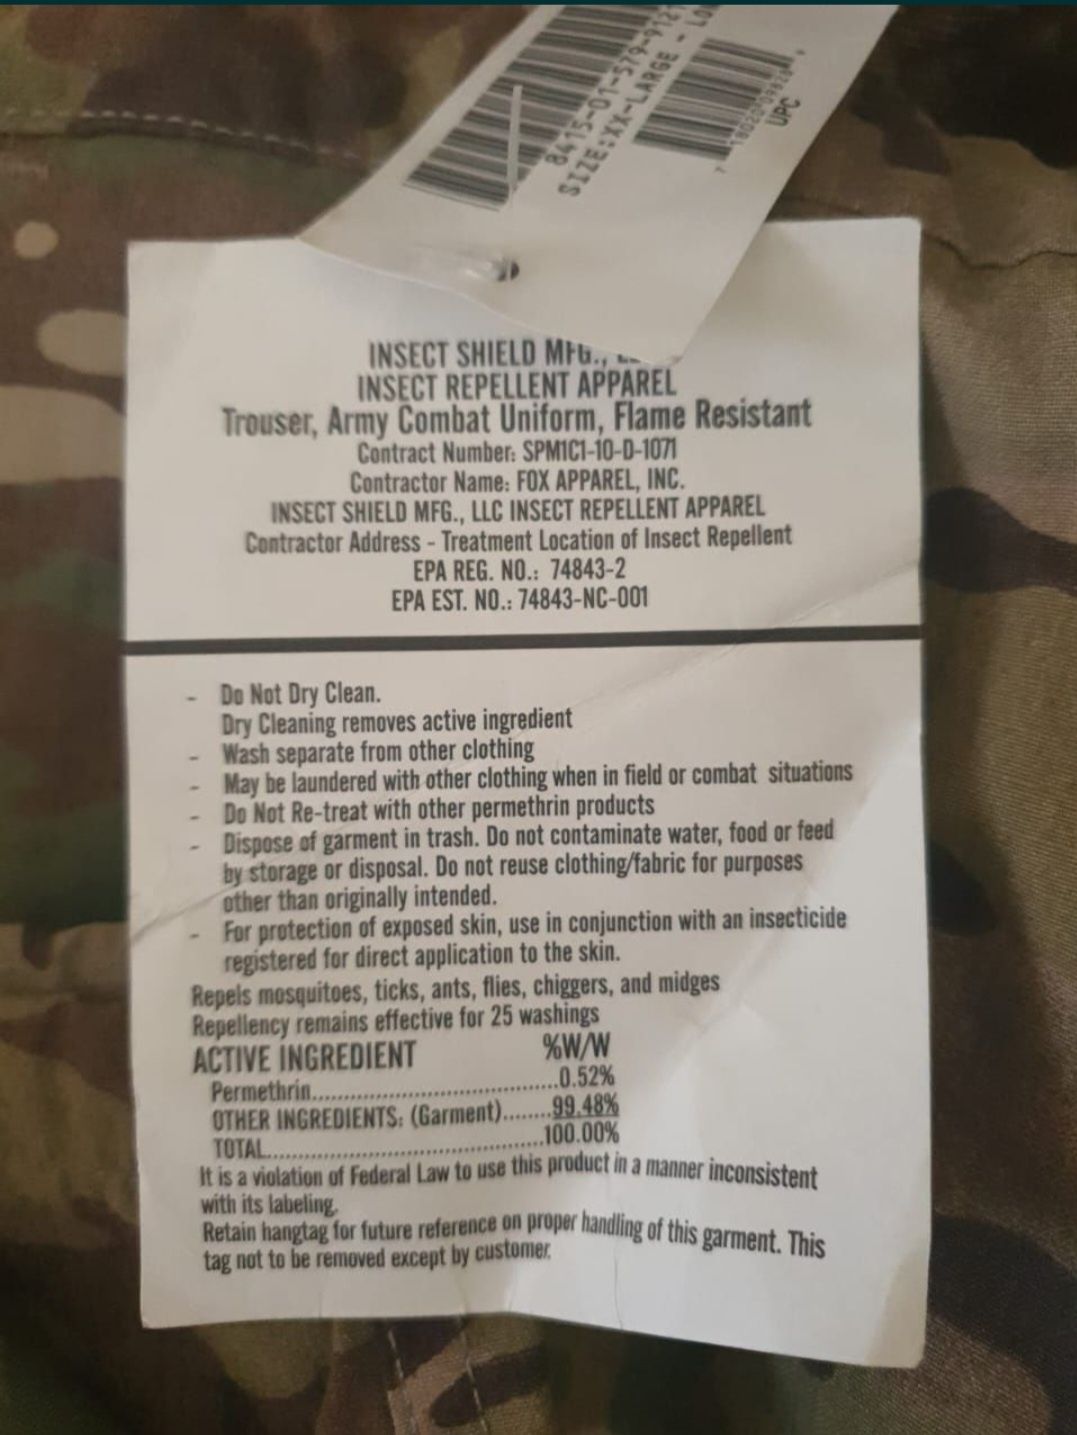 8415-01-579-9121
SIZE:XX-LARGE -
UPC
INSECT SHIELD MFG.,
INSECT REPELLENT APPAREL
Trouser, Army Combat Uniform, Flame Resistant
Contract Number: SPM1C1-10-D-1071
Contractor Name: FOX APPAREL, INC.
INSECT SHIELD MFG., LLC INSECT REPELLENT APPAREL
Contractor Address - Treatment Location of Insect Repellent
EPA REG. NO.: 74843-2
EPA EST. NO.: 74843-NC-001
- Do Not Dry Clean.
Dry Cleaning removes active ingredient
- Wash separate from other clothing
- May be laundered with other clothing when in field or combat situations
- Do Not Re-treat with other permethrin products
- Dispose of garment in trash. Do not contaminate water, food or feed
by storage or disposal. Do not reuse clothing/fabric for purposes
other than originally intended.
- For protection of exposed skin, use in conjunction with an insecticide
registered for direct application to the skin.
Repels mosquitoes, ticks, ants, flies, chiggers, and midges
Repellency remains effective for 25 washings
ACTIVE INGREDIENT %W/W
Permethrin.......................................0.52%
OTHER INGREDIENTS: (Garment)........99.48%
TOTAL............................................100.00%
It is a violation of Federal Law to use this product in a manner inconsistent
with its labeling.
Retain hangtag for future reference on proper handling of this garment. This
tag not to be removed except by customer.